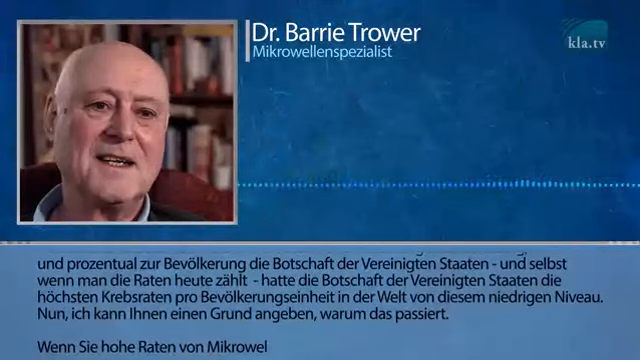 Dr. Barrie Trower
Mikrowellenspezialist
kla.tv
und prozentual zur Bevölkerung die Botschaft der Vereinigten Staaten - und selbst
wenn man die Raten heute zählt - hatte die Botschaft der Vereinigten Staaten die
höchsten Krebsraten pro Bevölkerungseinheit in der Welt von diesem niedrigen Niveau.
Nun, ich kann Ihnen einen Grund angeben, warum das passiert.
Wenn Sie hohe Raten von Mikrowel